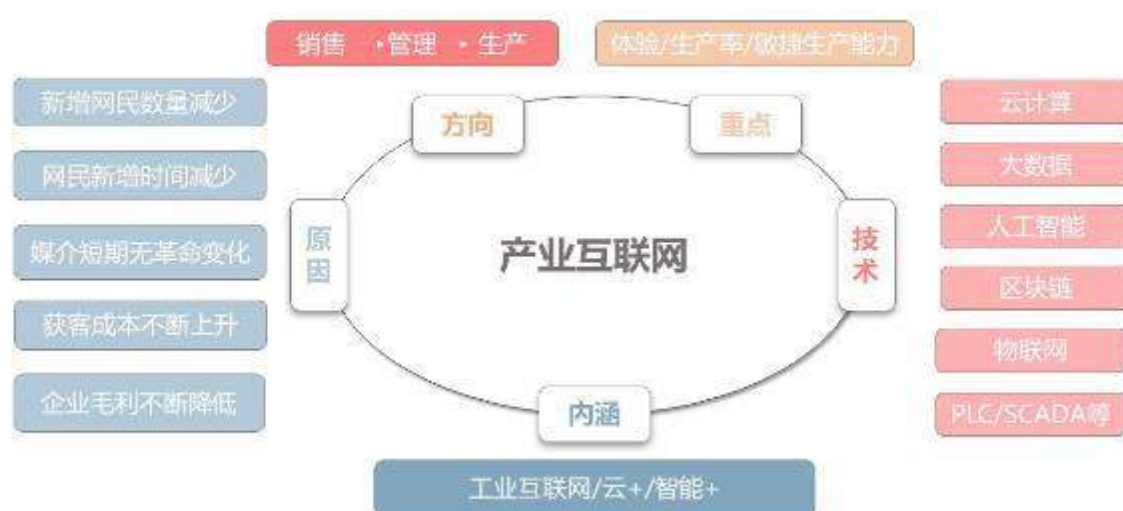 销售 ▸管理 ▸ 生产
体验/生产率/敏捷生产能力
方向
重点
新增网民数量减少
网民新增时间减少
媒介短期无革命变化
获客成本不断上升
企业毛利不断降低
原因
产业互联网
技术
云计算
大数据
人工智能
区块链
物联网
PLC/SCADA等
内涵
工业互联网/云+/智能+